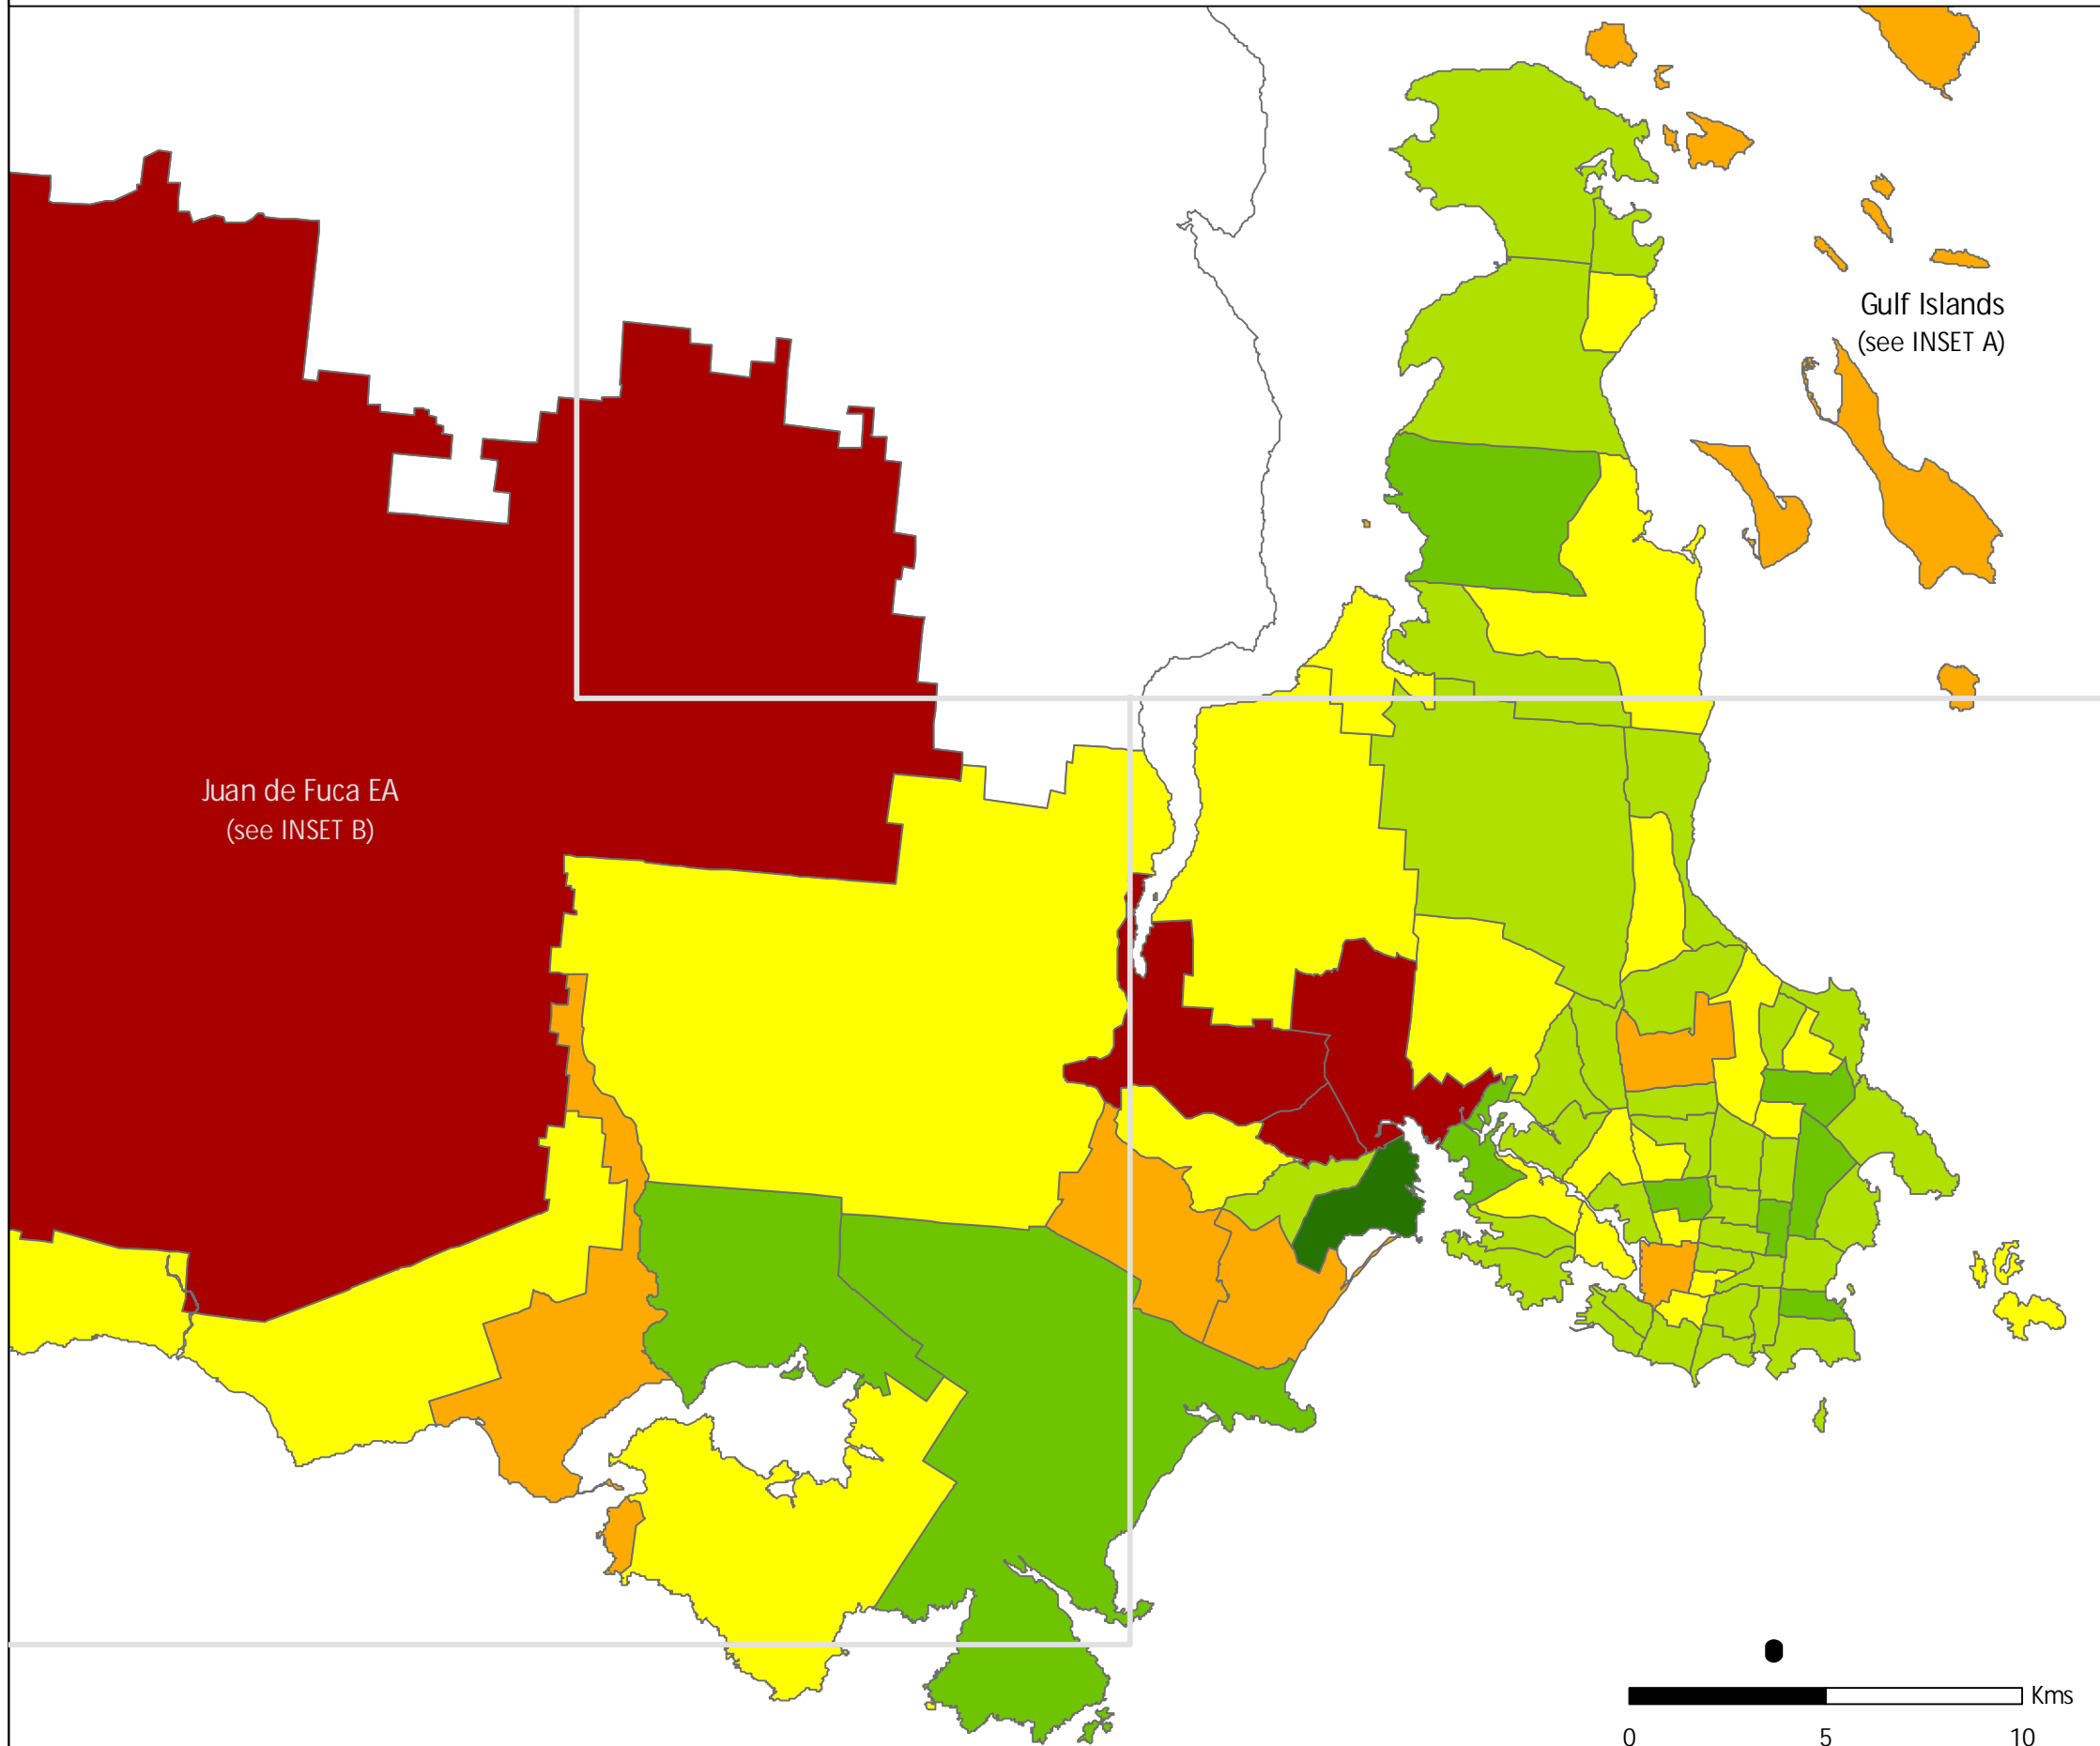 Gulf Islands
(see INSET A)
Juan de Fuca EA
(see INSET B)
Kms
0 5 10